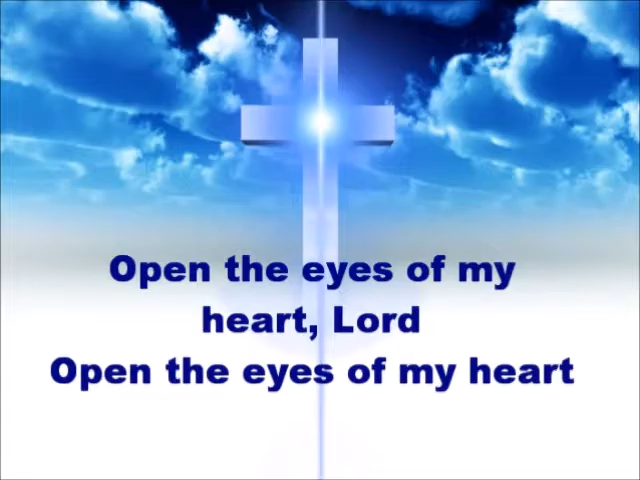 Open the eyes of my
heart, Lord
Open the eyes of my heart